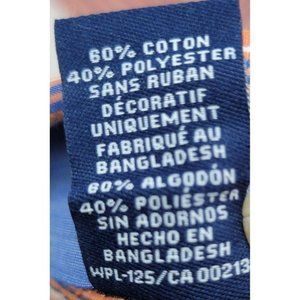 60% COTON
40% POLYESTER
SANS RUBAN
DÉCORATIF
UNIQUEMENT
FABRIQUÉ AU
BANGLADESH
60% ALGODÓN
40% POLIÉSTER
SIN ADORNOS
HECHO EN
BANGLADESH
WPL-125/CA 00213